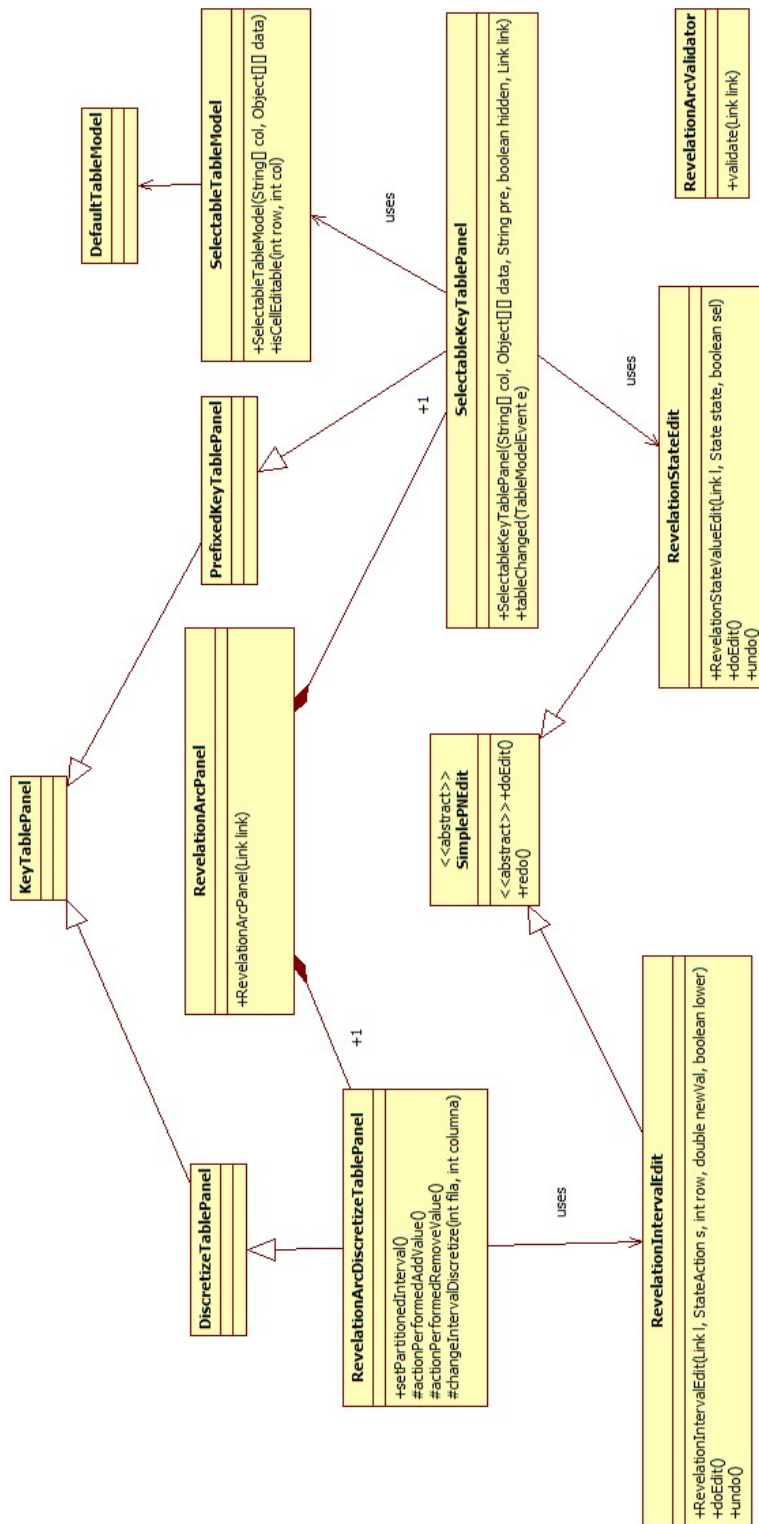 KeyTablePanel
DefaultTableModel
DiscretizeTablePanel
RevelationArcPanel
+RevelationArcPanel(Link link)
PrefixedKeyTablePanel
SelectableTableModel
+SelectableTableModel(String[] col, Object[][] data)
+isCellEditable(int row, int col)
+1
RevelationArcDiscretizeTablePanel
+setPartitionedInterval()
#actionPerformedAddValue()
#actionPerformedRemoveValue()
#changeIntervalDiscretize(int fila, int columna)
+1
uses
SelectableKeyTablePanel
+SelectableKeyTablePanel(String[] col, Object[][] data, String pre, boolean hidden, Link link)
+tableChanged(TableModelEvent e)
uses
<<abstract>>
SimplePNEdit
<<abstract>>+doEdit()
+redo()
uses
RevelationIntervalEdit
+RevelationIntervalEdit(Link l, StateAction s, int row, double newVal, boolean lower)
+doEdit()
+undo()
RevelationStateEdit
+RevelationStateValueEdit(Link l, State state, boolean sel)
+doEdit()
+undo()
RevelationArcValidator
+validate(Link link)